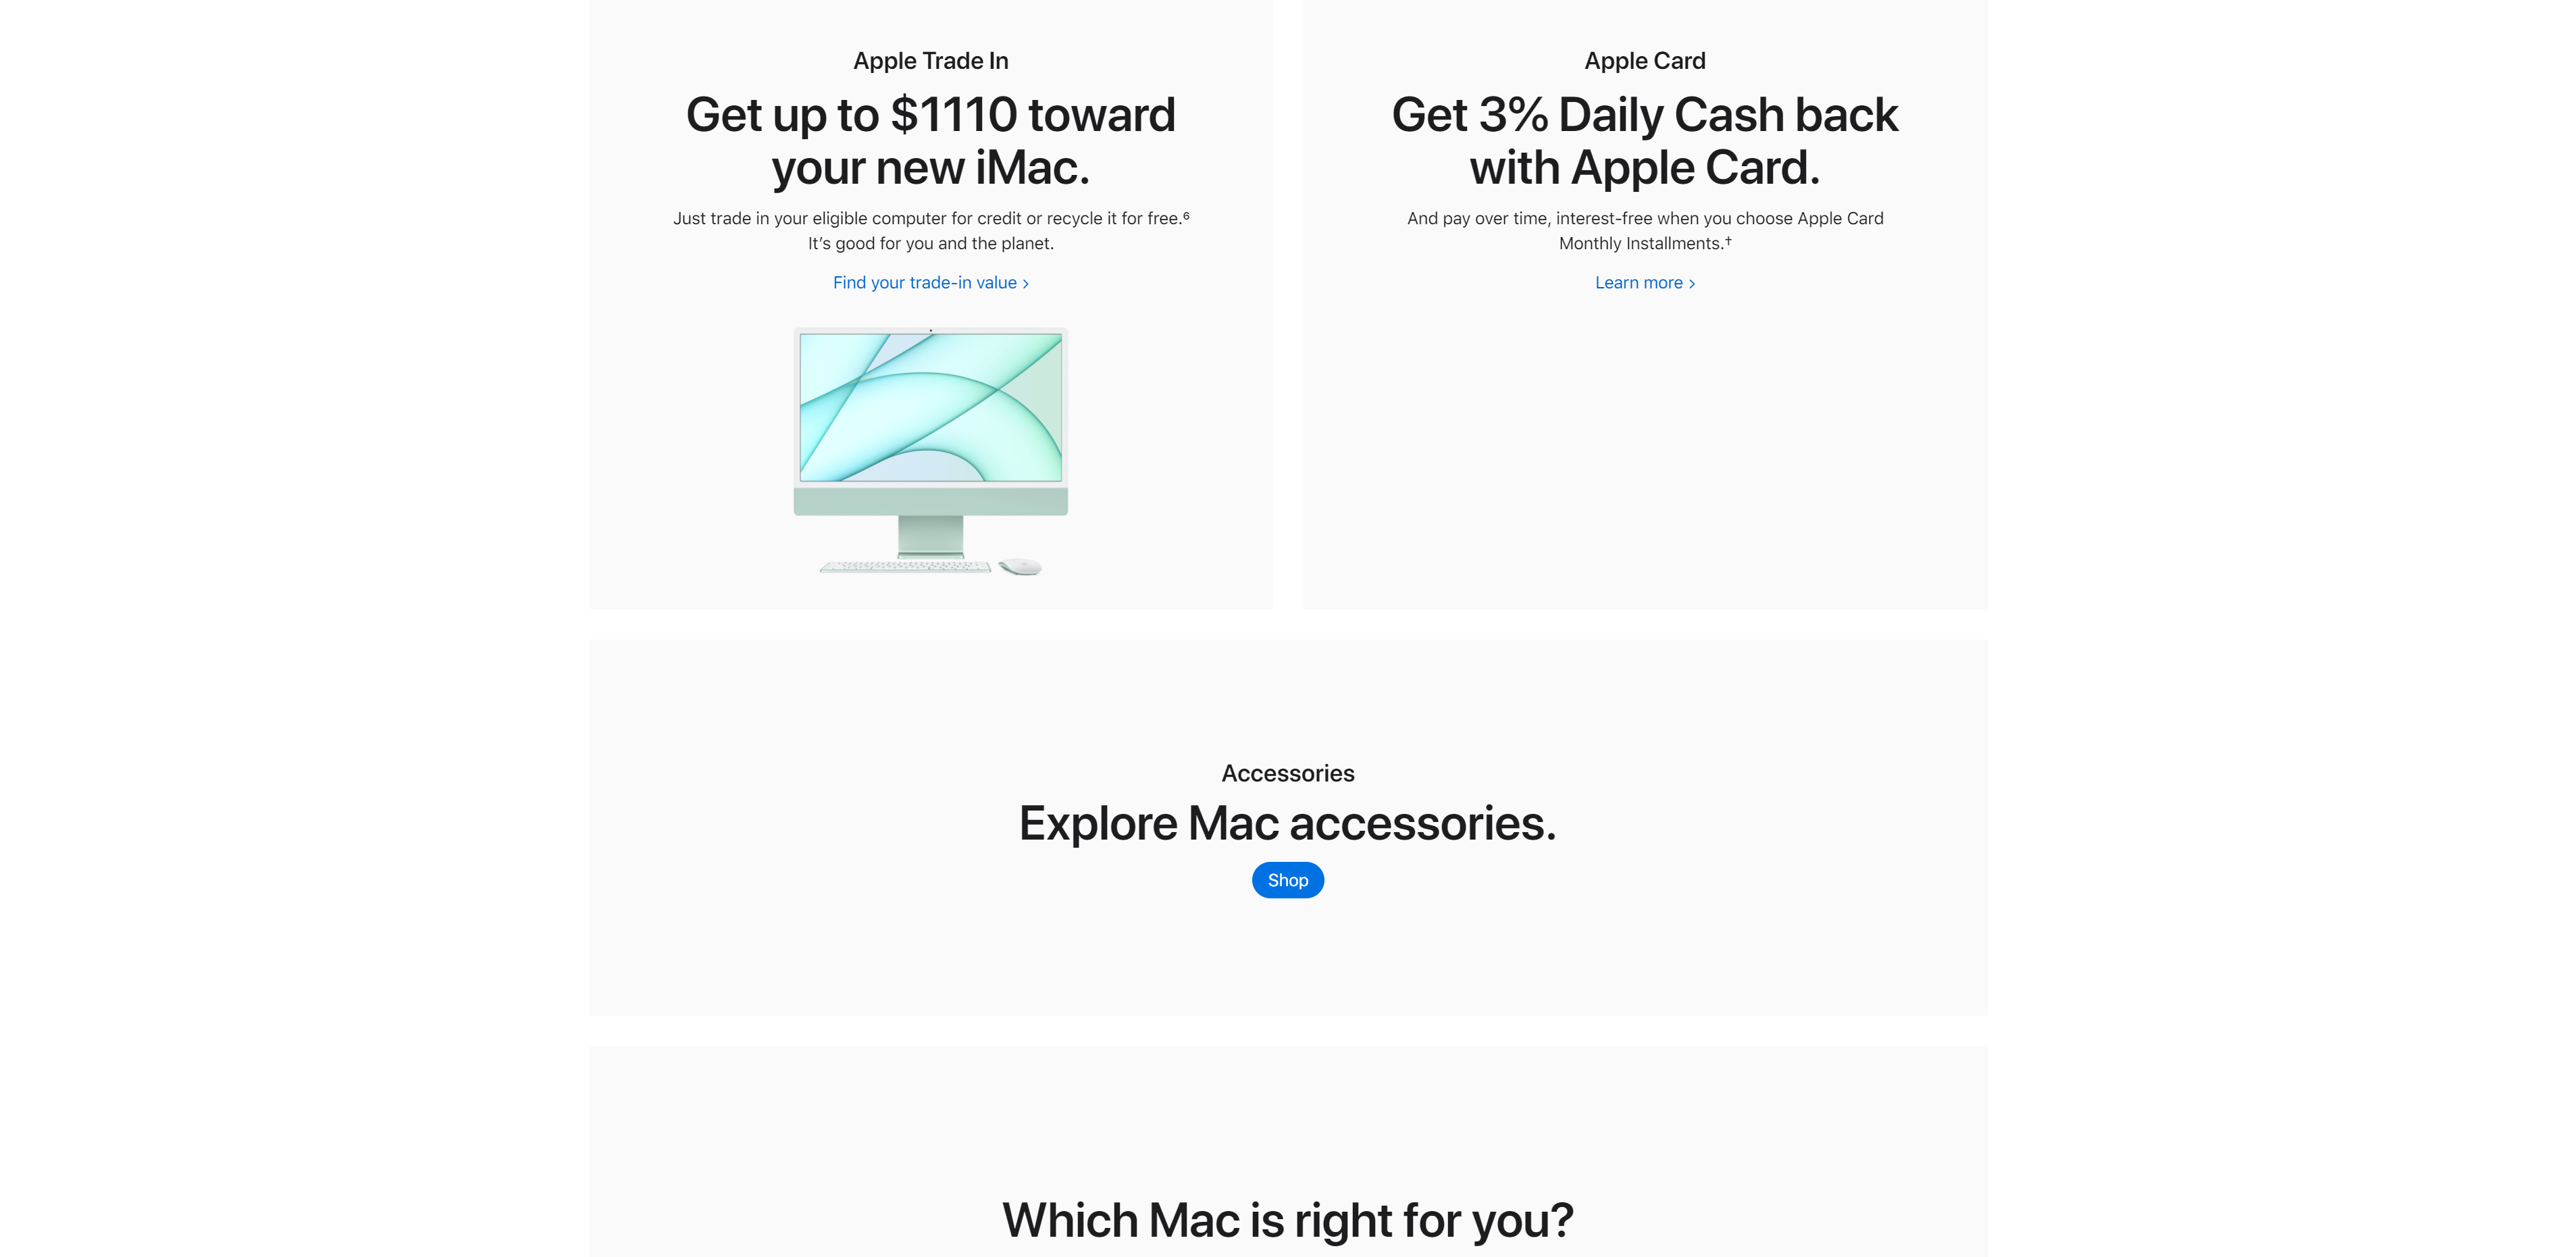 Apple Trade In
Get up to $1110 toward
your new iMac.
Just trade in your eligible computer for credit or recycle it for free.⁶
It’s good for you and the planet.
Find your trade-in value >
Apple Card
Get 3% Daily Cash back
with Apple Card.
And pay over time, interest-free when you choose Apple Card
Monthly Installments.†
Learn more >
Accessories
Explore Mac accessories.
Shop
Which Mac is right for you?